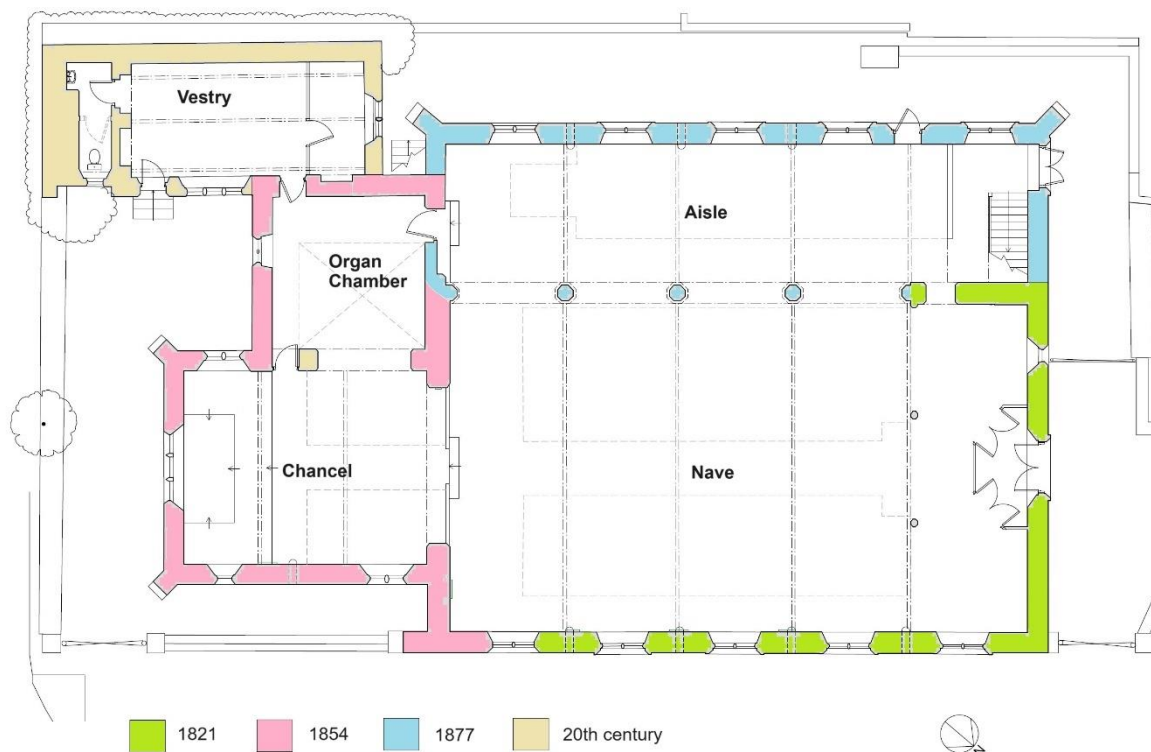 Vestry
Aisle
Organ
Chamber
Chancel
Nave
1821
1854
1877
20th century